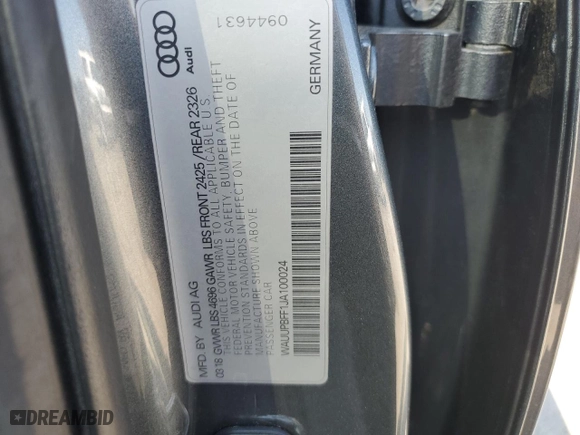 MFD. BY AUDI AG
03.18 GVWR LBS 4696 GAWR LBS FRONT 2425 / REAR 2326
THIS VEHICLE CONFORMS TO ALL APPLICABLE U S
FEDERAL MOTOR VEHICLE SAFETY, BUMPER AND THEFT
PREVENTION STANDARDS IN EFFECT ON THE DATE OF
MANUFACTURE SHOWN ABOVE
PASSENGER CAR
WAUUPBFF1JA100024
GERMANY
Audi
0944631
DREAMBID